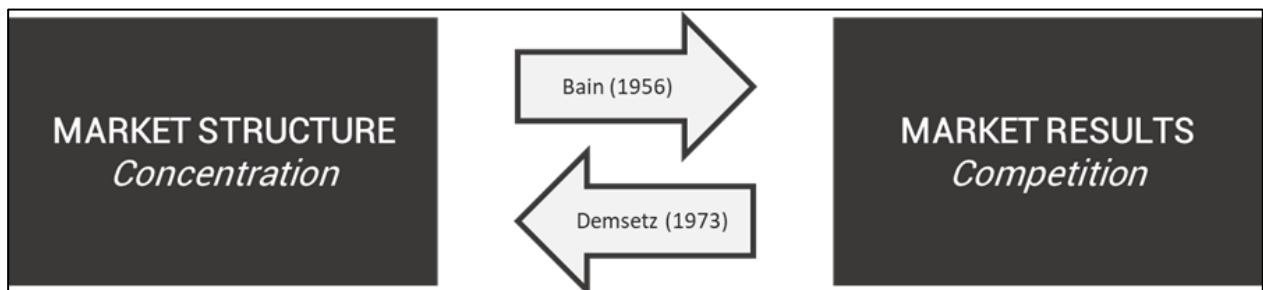 MARKET STRUCTURE
Concentration
Bain (1956)
Demsetz (1973)
MARKET RESULTS
Competition